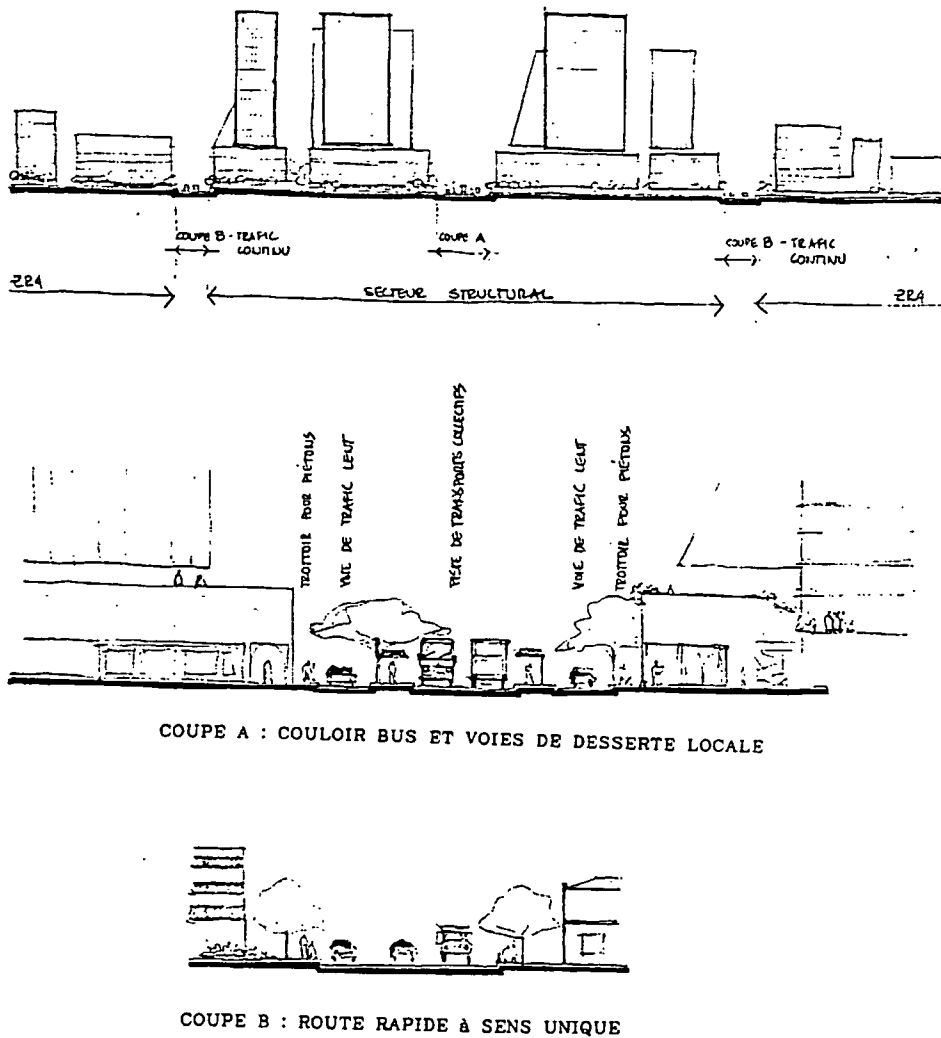 COUPE B - TRAFIC
CONTINU
COUPE A
COUPE B - TRAFIC
CONTINU
ZR4
SECTEUR STRUCTURAL
ZR4
TROTTOIR POUR PIÉTONS
VOIE DE TRAFIC LENT
PISTE DE TRANSPORTS COLLECTIFS
VOIE DE TRAFIC LENT
TROTTOIR POUR PIÉTONS
COUPE A : COULOIR BUS ET VOIES DE DESSERTE LOCALE
COUPE B : ROUTE RAPIDE à SENS UNIQUE